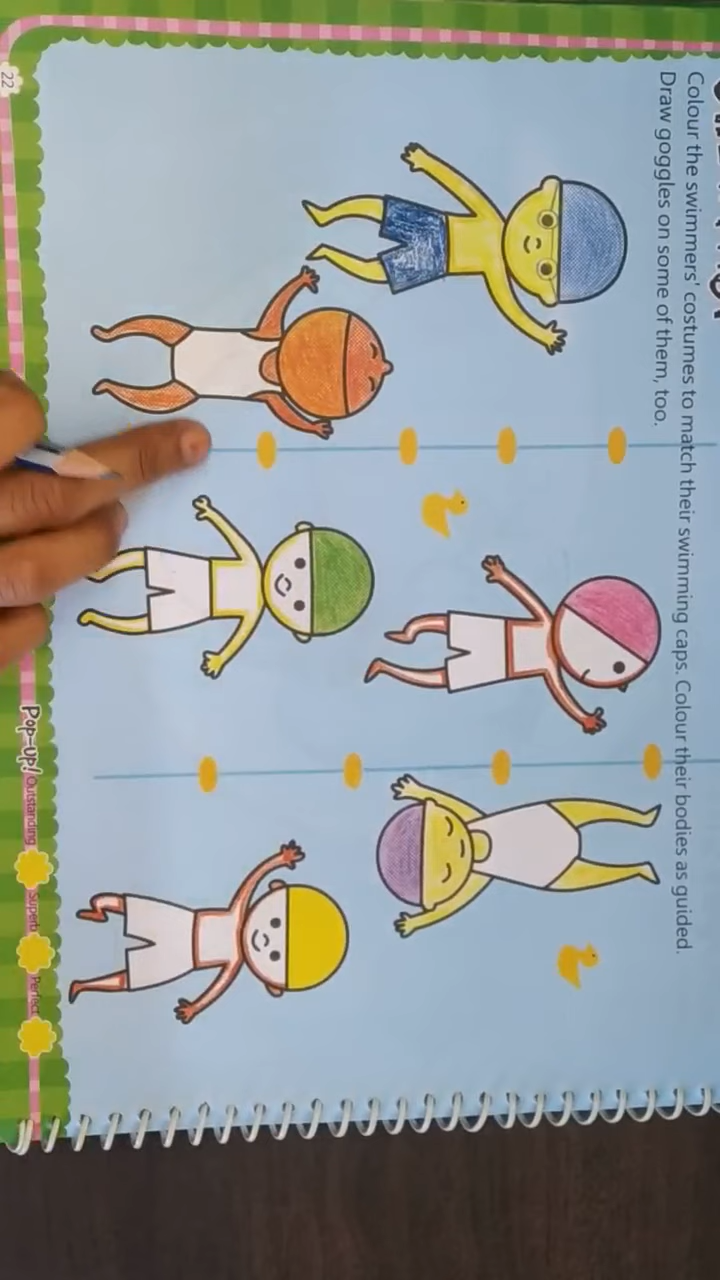 Colour the swimmers' costumes to match their swimming caps. Colour their bodies as guided.
Draw goggles on some of them, too.
Pop-up! Outstanding Superb Perfect
22